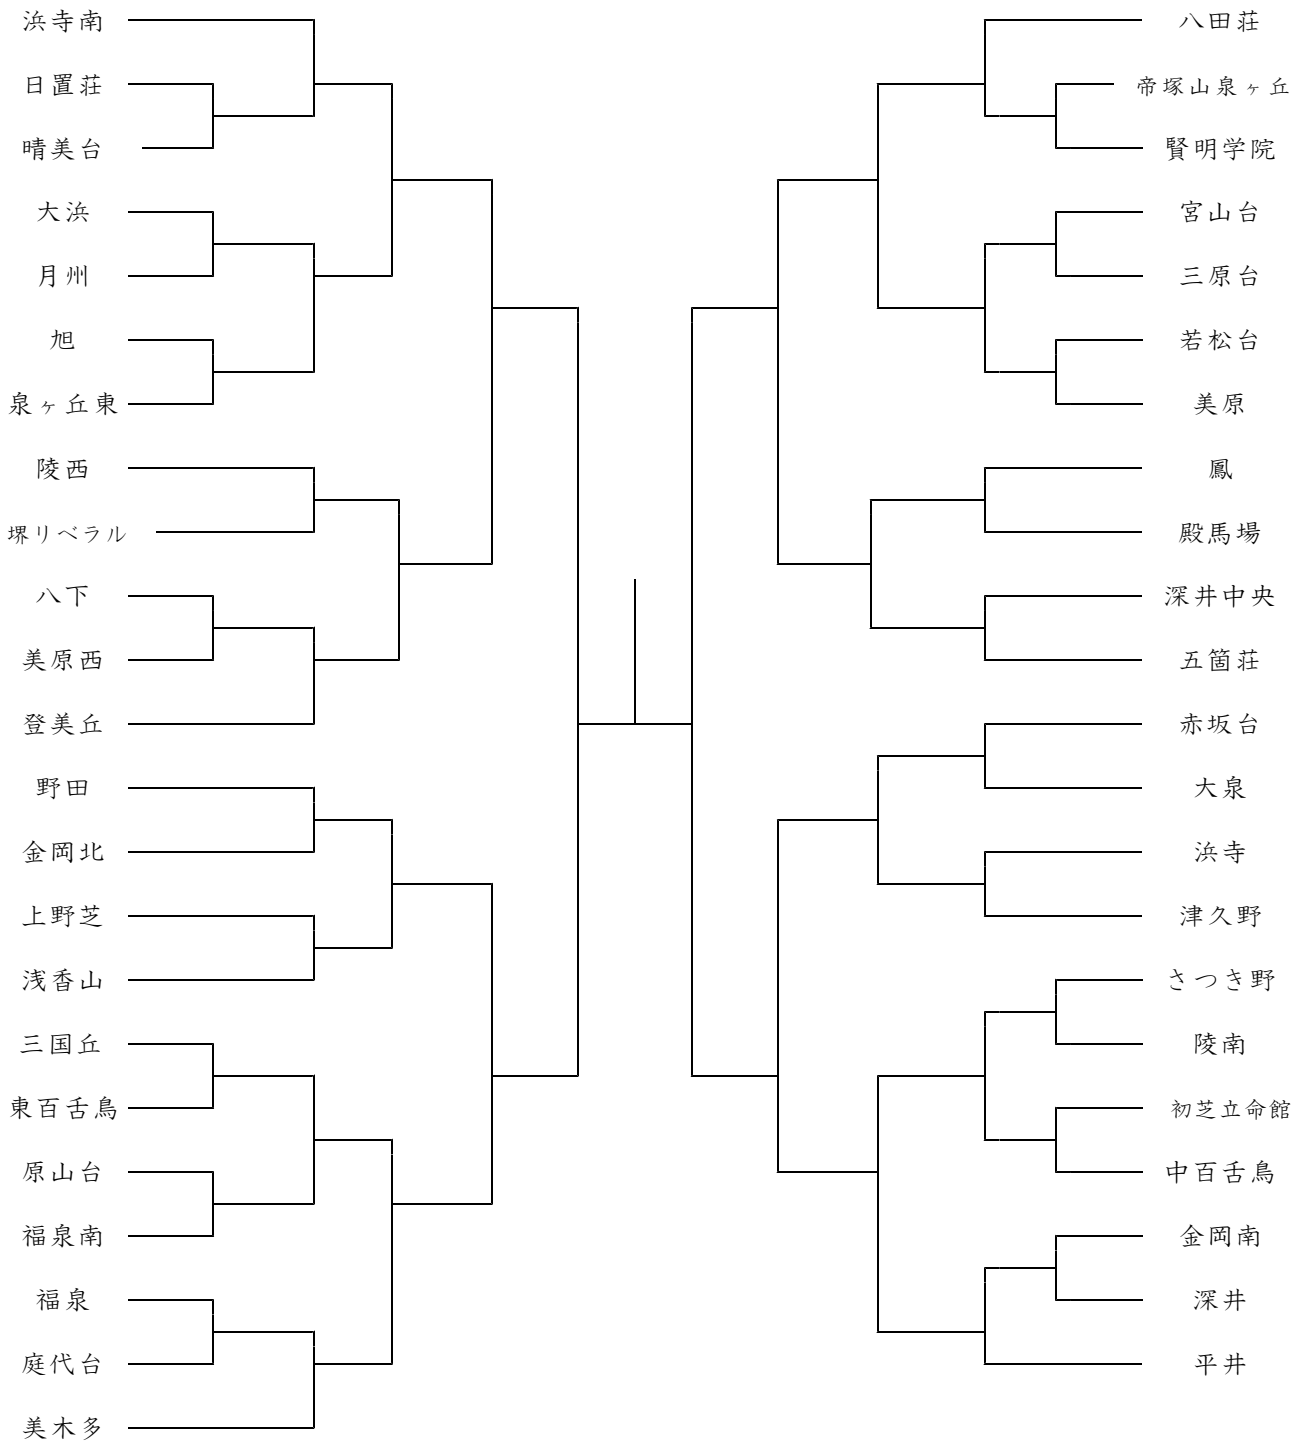 浜寺南
日置荘
晴美台
大浜
月州
旭
泉ヶ丘東
陵西
堺リベラル
八下
美原西
登美丘
野田
金岡北
上野芝
浅香山
三国丘
東百舌鳥
原山台
福泉南
福泉
庭代台
美木多
八田荘
帝塚山泉ヶ丘
賢明学院
宮山台
三原台
若松台
美原
鳳
殿馬場
深井中央
五箇荘
赤坂台
大泉
浜寺
津久野
さつき野
陵南
初芝立命館
中百舌鳥
金岡南
深井
平井